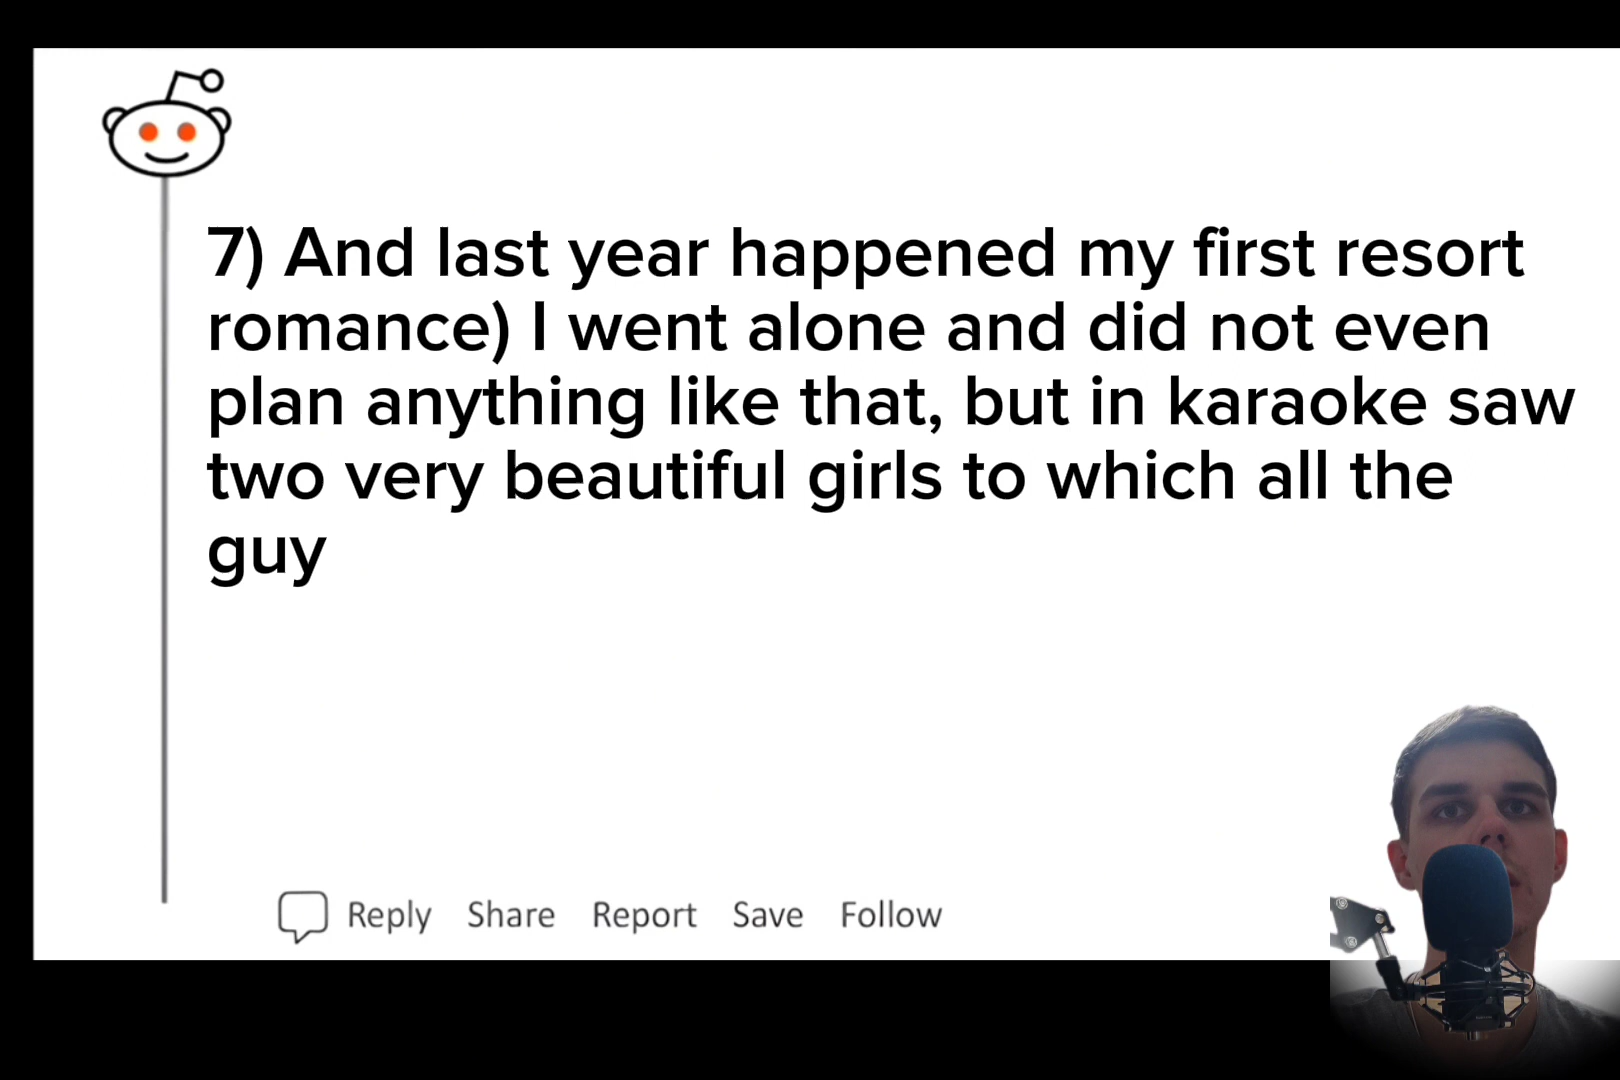 7) And last year happened my first resort
romance) I went alone and did not even
plan anything like that, but in karaoke saw
two very beautiful girls to which all the
guy
Reply Share Report Save Follow